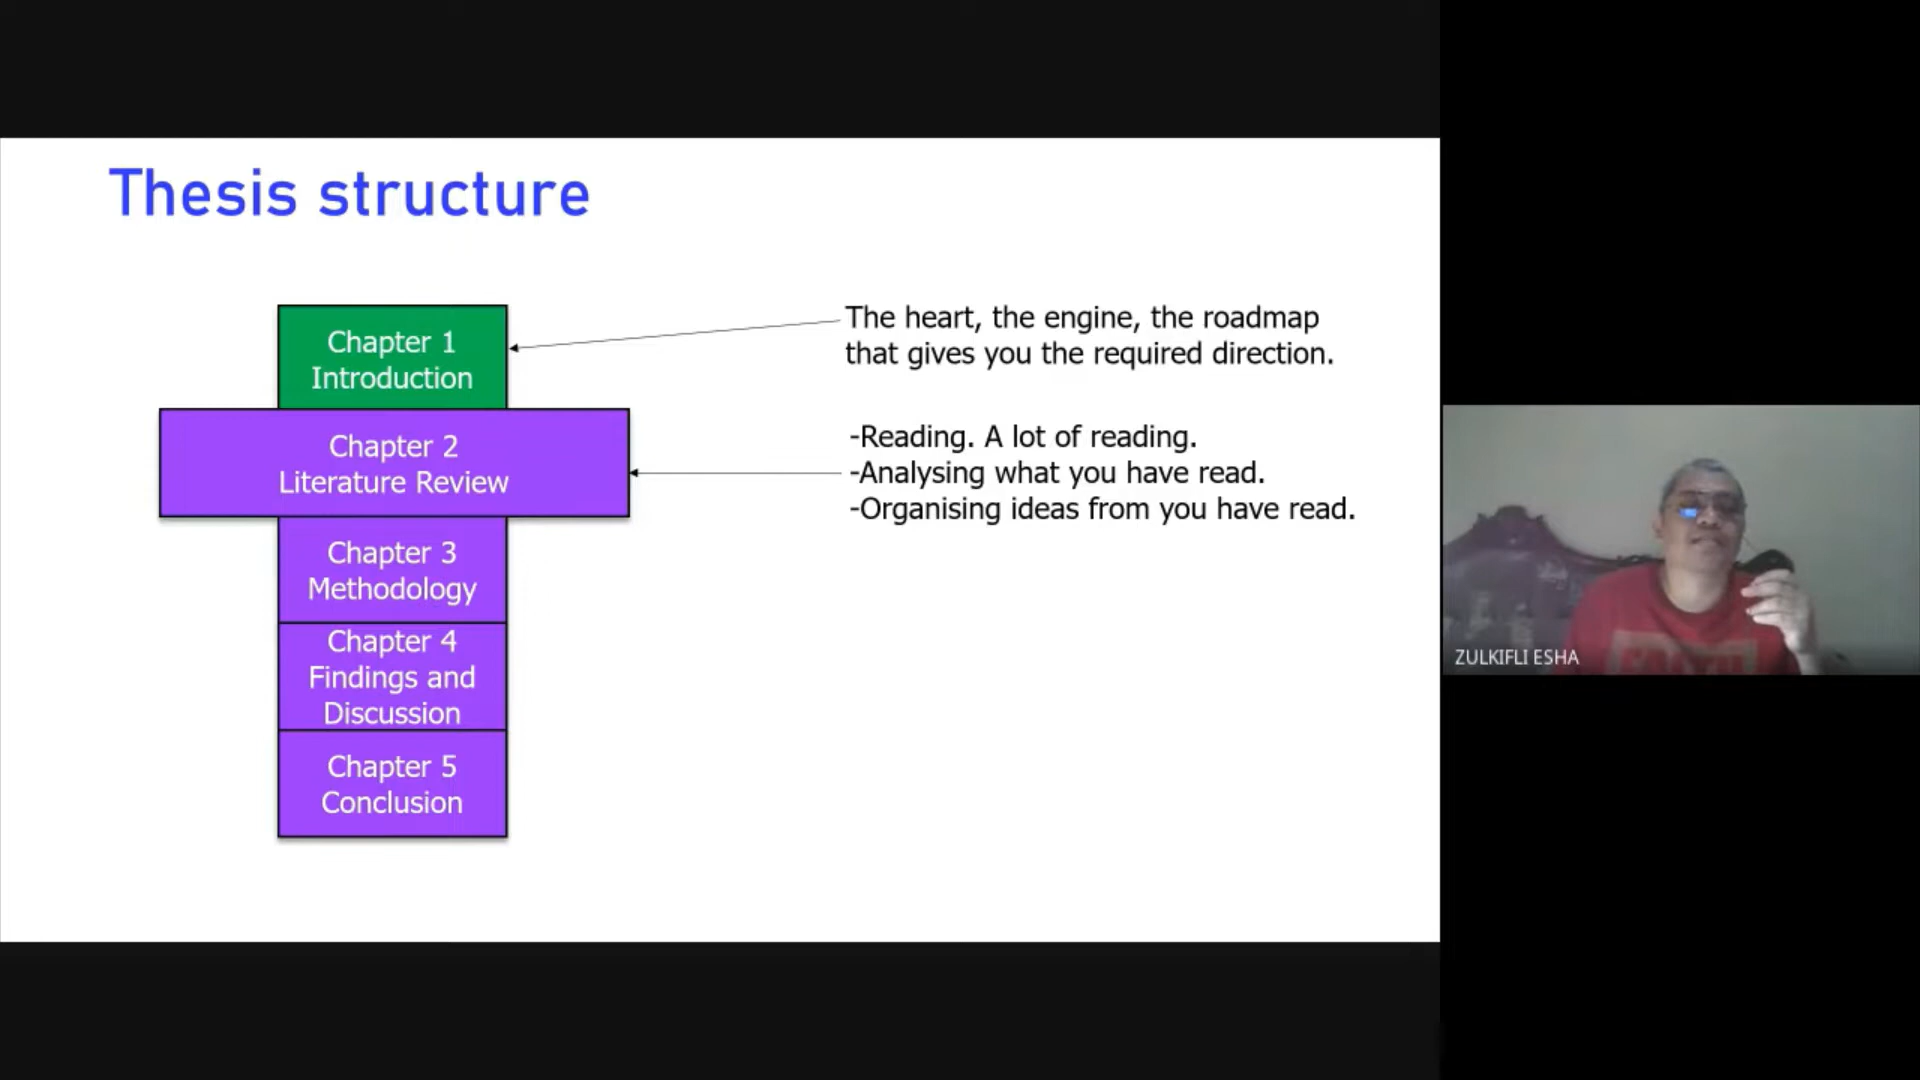 Thesis structure
Chapter 1
Introduction
The heart, the engine, the roadmap
that gives you the required direction.
Chapter 2
Literature Review
-Reading. A lot of reading.
-Analysing what you have read.
-Organising ideas from you have read.
Chapter 3
Methodology
Chapter 4
Findings and
Discussion
Chapter 5
Conclusion
ZULKIFLI ESHA